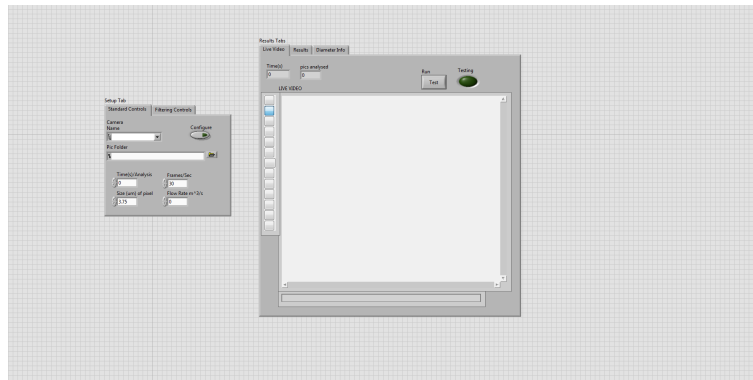 Results Tabs
Live Video Results Diameter Info
Time(s) pics analysed
0 0
Run Testing
Test
LIVE VIDEO
Setup Tab
Standard Controls Filtering Controls
Camera
Name
Configure
Pic Folder
Time(s)/Analysis Frames/Sec
0 30
Size (um) of pixel Flow Rate m^3/s
3.75 0